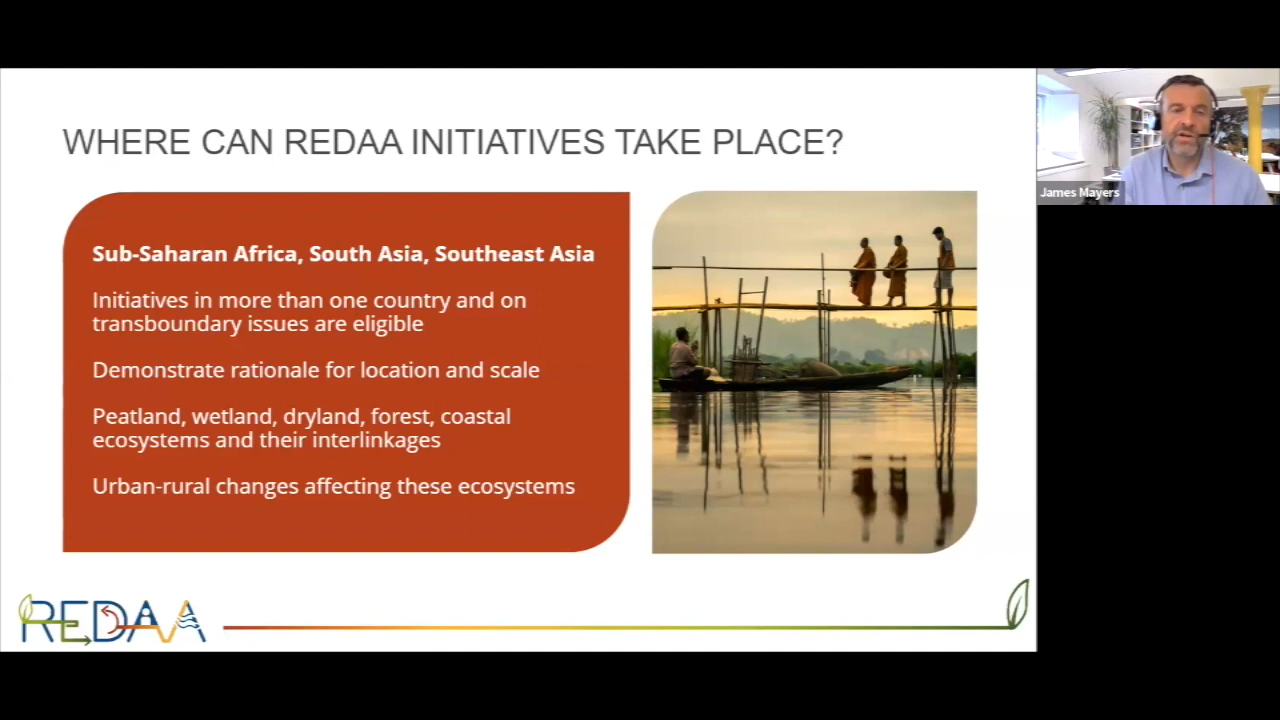 WHERE CAN REDAA INITIATIVES TAKE PLACE?
Sub-Saharan Africa, South Asia, Southeast Asia
Initiatives in more than one country and on
transboundary issues are eligible
Demonstrate rationale for location and scale
Peatland, wetland, dryland, forest, coastal
ecosystems and their interlinkages
Urban-rural changes affecting these ecosystems
REDAA
James Mayers